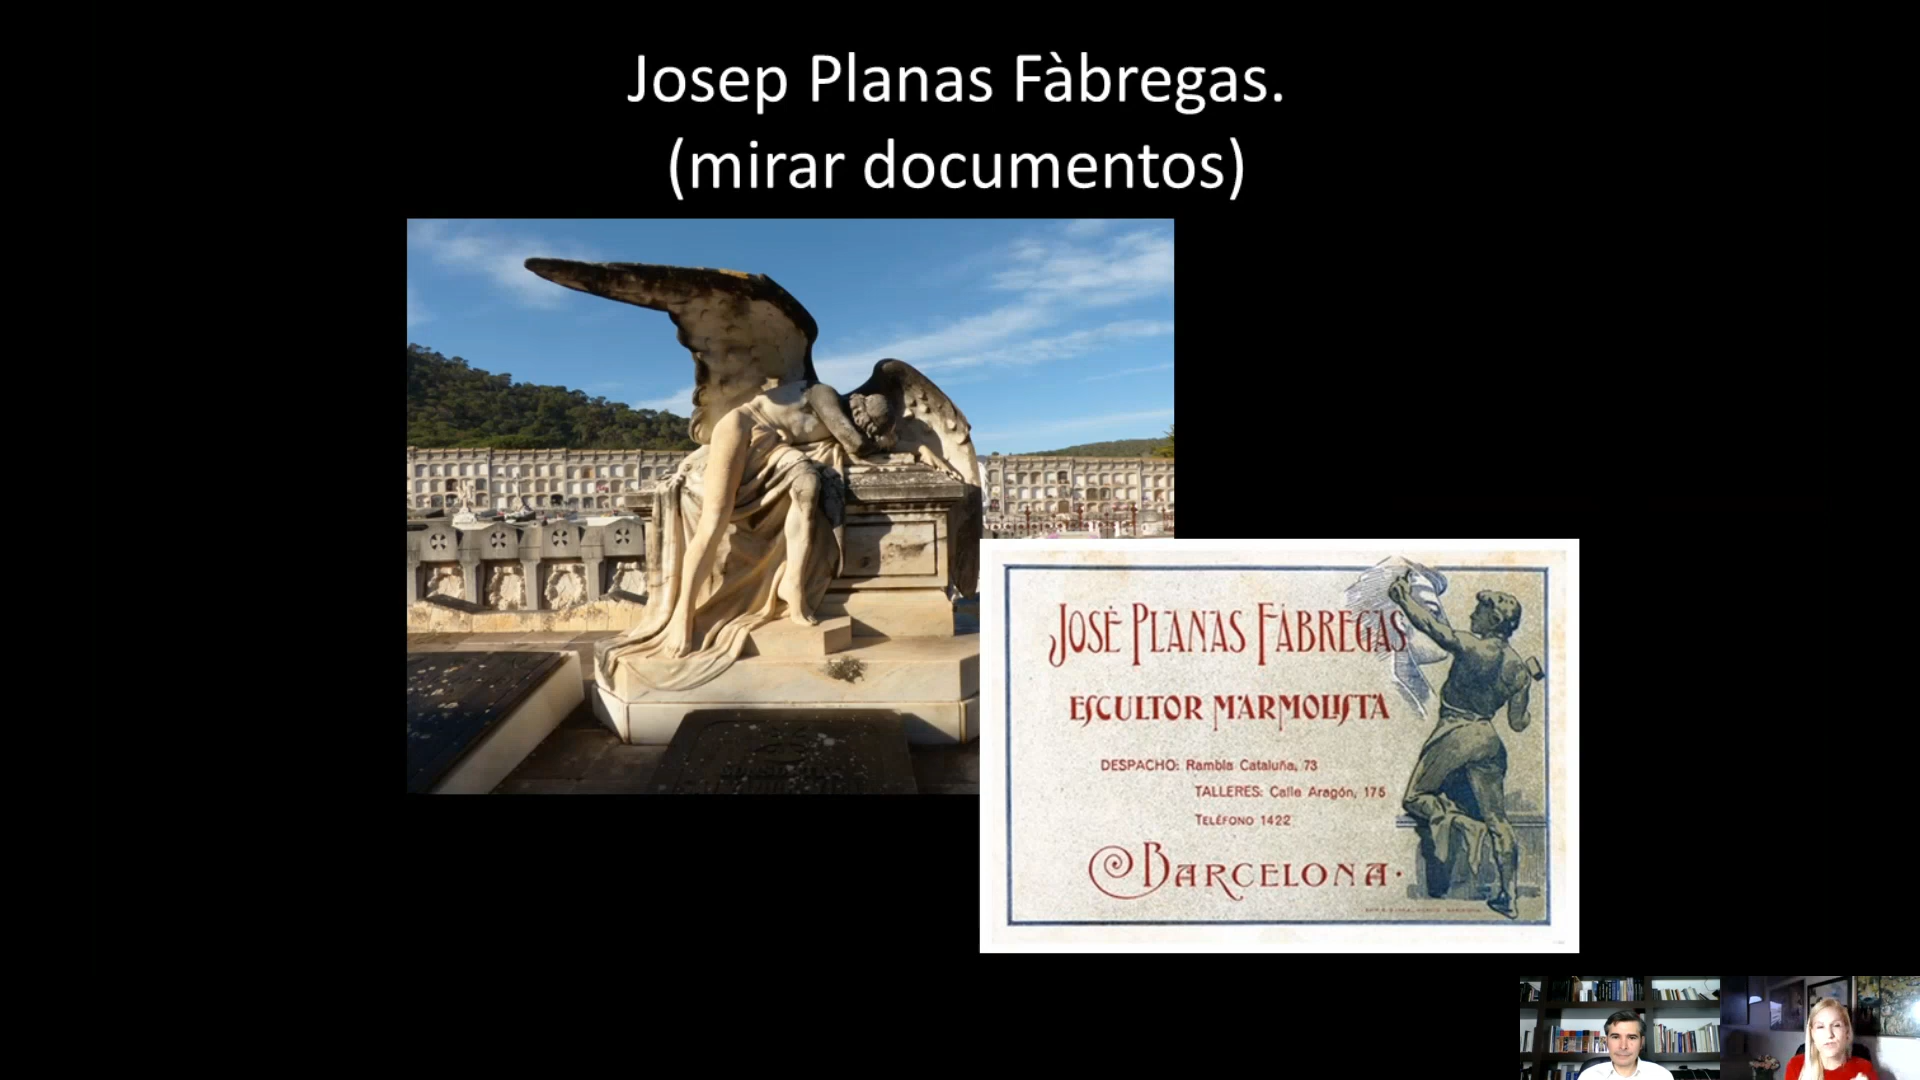 Josep Planas Fàbregas.
(mirar documentos)
JOSÉ PLANAS FÁBREGAS
ESCULTOR MARMOLISTA
DESPACHO: Rambla Cataluña, 73
TALLERES: Calle Aragón, 175
TELÉFONO 1422
BARCELONA.